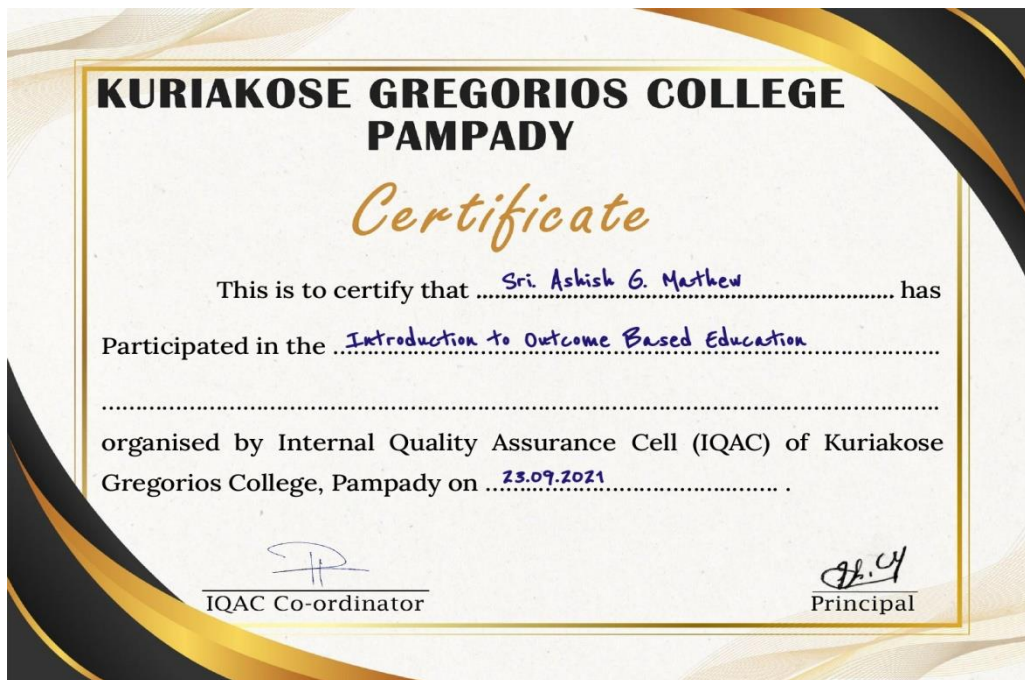 KURIAKOSE GREGORIOS COLLEGE
PAMPADY
Certificate
This is to certify that Sri. Ashish G. Mathew has
Participated in the Introduction to Outcome Based Education
organised by Internal Quality Assurance Cell (IQAC) of Kuriakose
Gregorios College, Pampady on 23.09.2021 .
IQAC Co-ordinator Principal